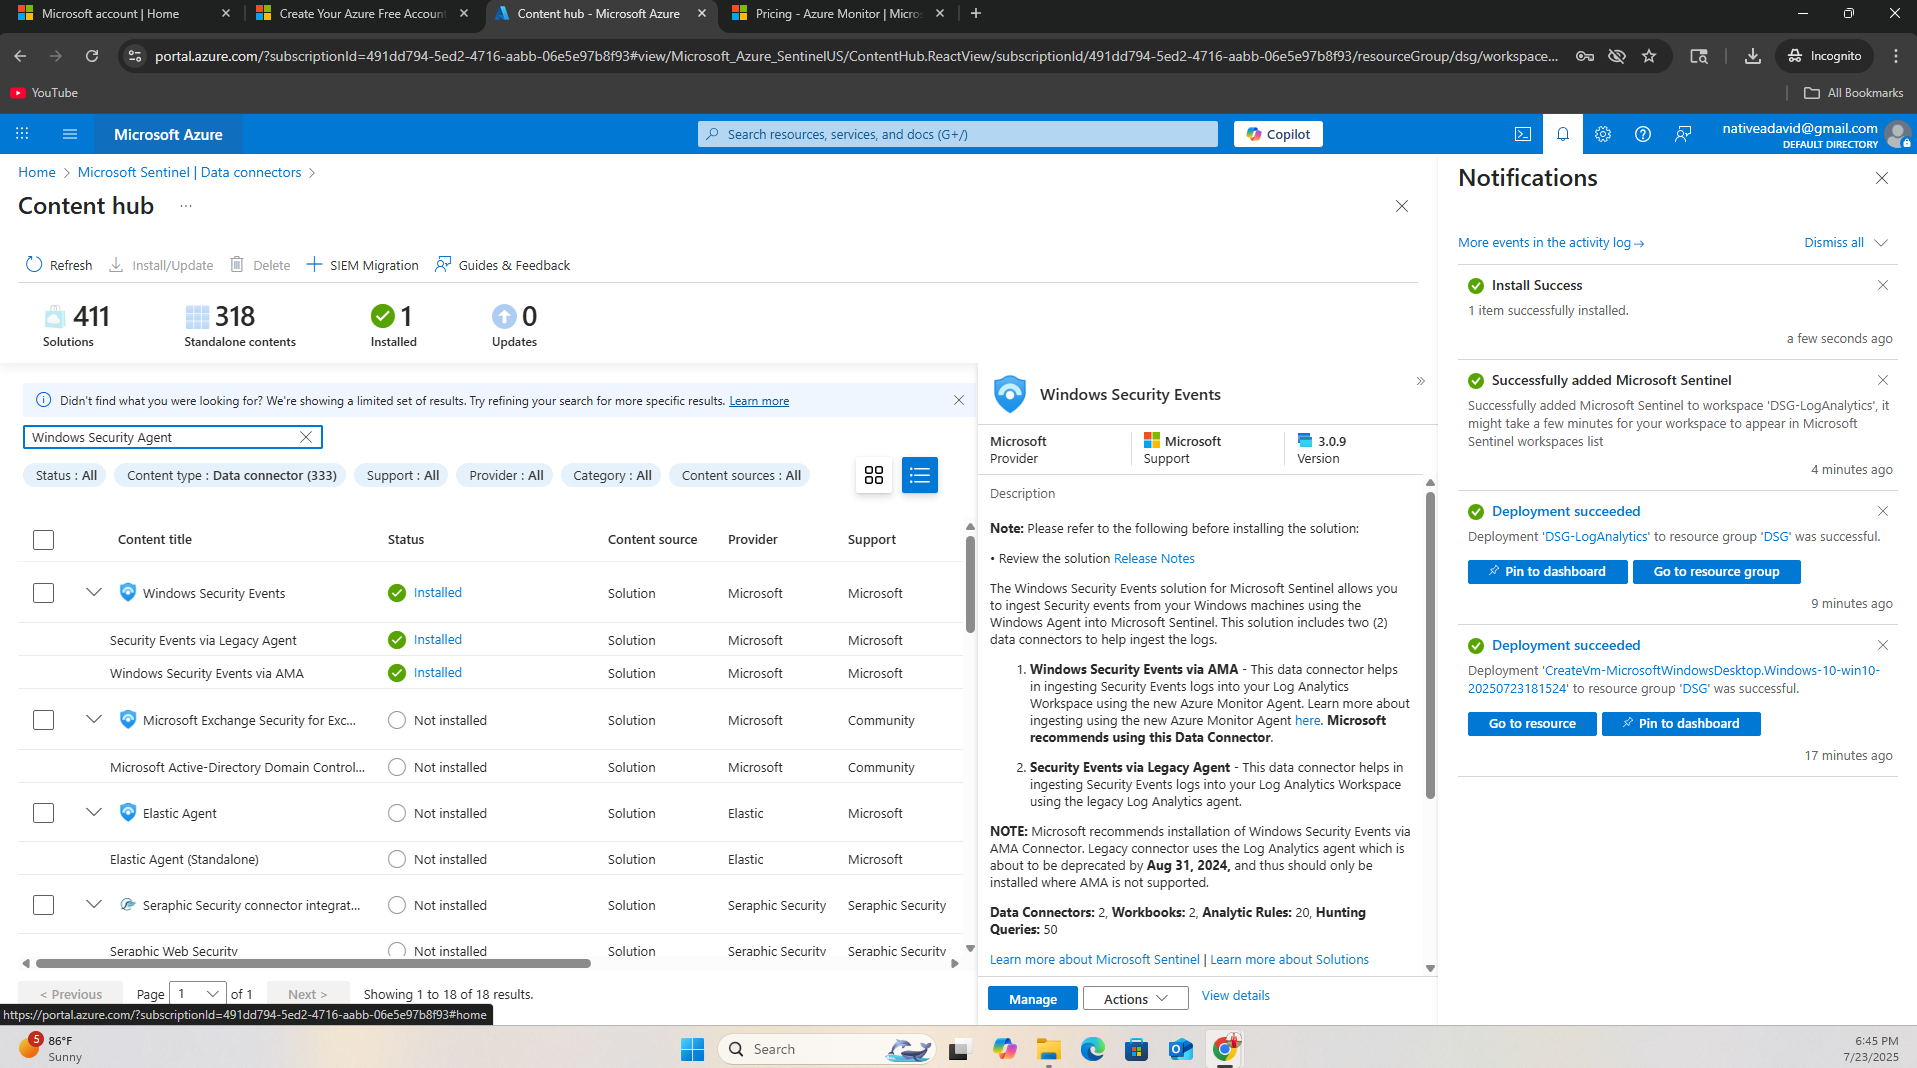 Microsoft account | Home
Create Your Azure Free Accoun
Content hub - Microsoft Azure
Pricing - Azure Monitor | Micros
portal.azure.com/?subscriptionId=491dd794-5ed2-4716-aabb-06e5e97b8f93#view/Microsoft_Azure_SentinelUS/ContentHub.ReactView/subscriptionId/491dd794-5ed2-4716-aabb-06e5e97b8f93/resourceGroup/dsg/workspace...
Incognito
YouTube
All Bookmarks
Microsoft Azure
Search resources, services, and docs (G+/)
Copilot
nativeadavid@gmail.com
DEFAULT DIRECTORY
Home > Microsoft Sentinel | Data connectors >
Content hub ...
Refresh
Install/Update
Delete
SIEM Migration
Guides & Feedback
411
Solutions
318
Standalone contents
1
Installed
0
Updates
Didn't find what you were looking for? We're showing a limited set of results. Try refining your search for more specific results. Learn more
Windows Security Agent
Status : All
Content type : Data connector (333)
Support : All
Provider : All
Category : All
Content sources : All
Content title Status Content source Provider Support
Windows Security Events Installed Solution Microsoft Microsoft
Security Events via Legacy Agent Installed Solution Microsoft Microsoft
Windows Security Events via AMA Installed Solution Microsoft Microsoft
Microsoft Exchange Security for Exc... Not installed Solution Microsoft Community
Microsoft Active-Directory Domain Control... Not installed Solution Microsoft Community
Elastic Agent Not installed Solution Elastic Microsoft
Elastic Agent (Standalone) Not installed Solution Elastic Microsoft
Seraphic Security connector integrat... Not installed Solution Seraphic Security Seraphic Security
Seraphic Web Security Not installed Solution Seraphic Security Seraphic Security
< Previous Page 1 of 1 Next > Showing 1 to 18 of 18 results.
https://portal.azure.com/?subscriptionId=491dd794-5ed2-4716-aabb-06e5e97b8f93#home
Windows Security Events
Microsoft
Provider
Microsoft
Support
3.0.9
Version
Description
Note: Please refer to the following before installing the solution:
• Review the solution Release Notes
The Windows Security Events solution for Microsoft Sentinel allows you
to ingest Security events from your Windows machines using the
Windows Agent into Microsoft Sentinel. This solution includes two (2)
data connectors to help ingest the logs.
1. Windows Security Events via AMA - This data connector helps
in ingesting Security Events logs into your Log Analytics
Workspace using the new Azure Monitor Agent. Learn more about
ingesting using the new Azure Monitor Agent here. Microsoft
recommends using this Data Connector.
2. Security Events via Legacy Agent - This data connector helps in
ingesting Security Events logs into your Log Analytics Workspace
using the legacy Log Analytics agent.
NOTE: Microsoft recommends installation of Windows Security Events via
AMA Connector. Legacy connector uses the Log Analytics agent which is
about to be deprecated by Aug 31, 2024, and thus should only be
installed where AMA is not supported.
Data Connectors: 2, Workbooks: 2, Analytic Rules: 20, Hunting
Queries: 50
Learn more about Microsoft Sentinel | Learn more about Solutions
Manage
Actions
View details
Notifications
More events in the activity log →
Dismiss all
Install Success
1 item successfully installed.
a few seconds ago
Successfully added Microsoft Sentinel
Successfully added Microsoft Sentinel to workspace 'DSG-LogAnalytics', it
might take a few minutes for your workspace to appear in Microsoft
Sentinel workspaces list
4 minutes ago
Deployment succeeded
Deployment 'DSG-LogAnalytics' to resource group 'DSG' was successful.
Pin to dashboard
Go to resource group
9 minutes ago
Deployment succeeded
Deployment 'CreateVm-MicrosoftWindowsDesktop.Windows-10-win10-
20250723181524' to resource group 'DSG' was successful.
Go to resource
Pin to dashboard
17 minutes ago
5
86°F
Sunny
Search
6:45 PM
7/23/2025